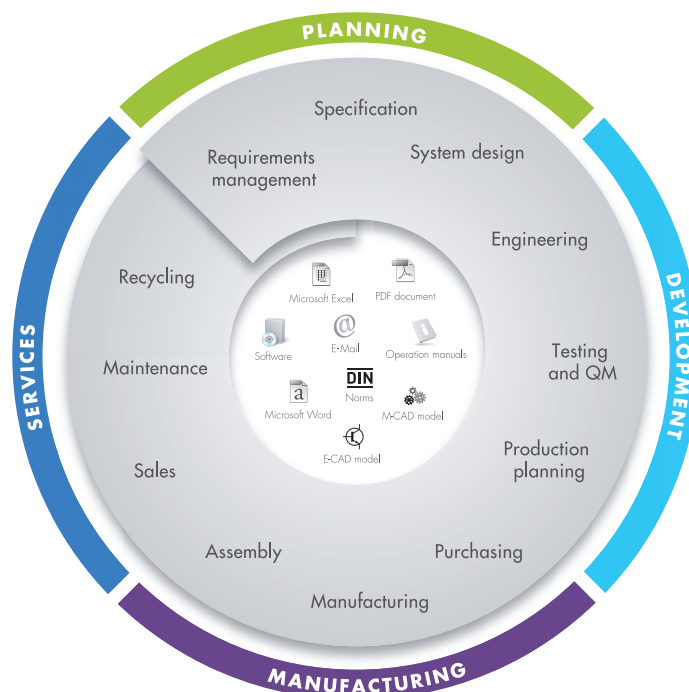 PLANNING
Specification
System design
Requirements
management
Engineering
Recycling
DEVELOPMENT
Microsoft Excel
PDF document
@
E-Mail
Software
Operation manuals
SERVICES
Maintenance
Testing
and QM
DIN
Norms
a
Microsoft Word
M-CAD model
E-CAD model
Sales
Production
planning
Assembly
Purchasing
Manufacturing
MANUFACTURING